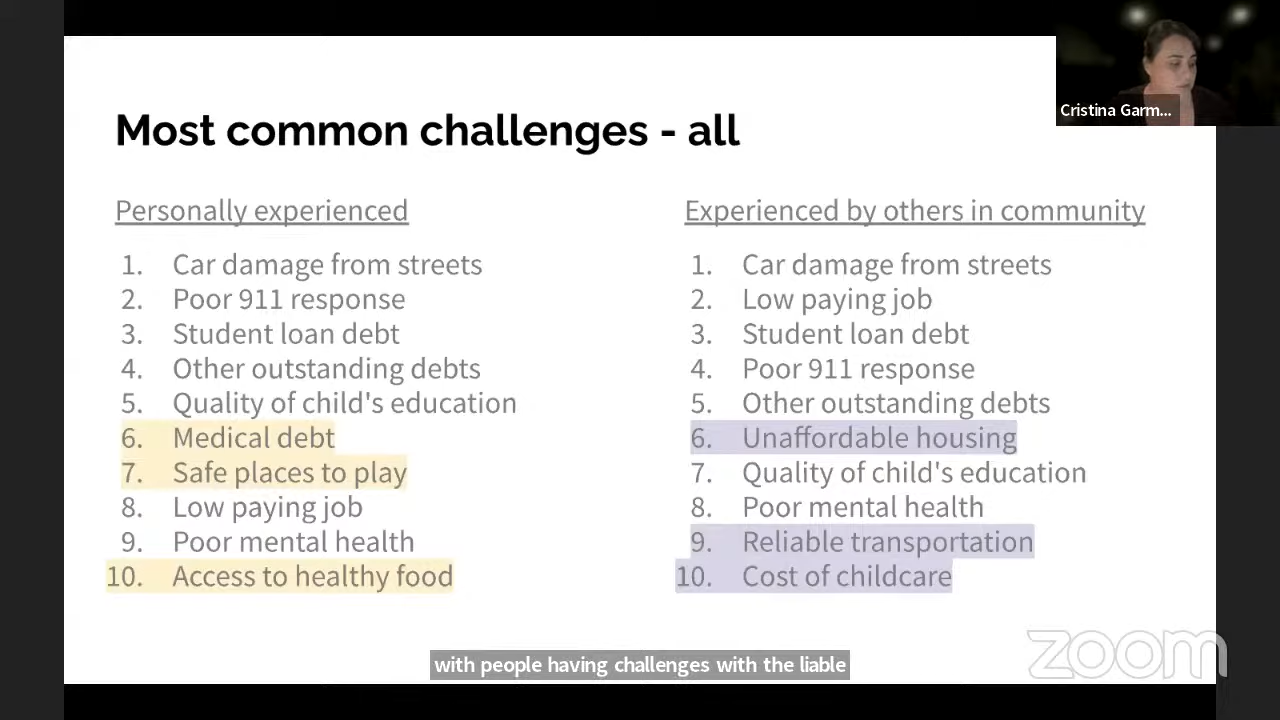 Cristina Garm...
Most common challenges - all
Personally experienced
1. Car damage from streets
2. Poor 911 response
3. Student loan debt
4. Other outstanding debts
5. Quality of child's education
6. Medical debt
7. Safe places to play
8. Low paying job
9. Poor mental health
10. Access to healthy food
Experienced by others in community
1. Car damage from streets
2. Low paying job
3. Student loan debt
4. Poor 911 response
5. Other outstanding debts
6. Unaffordable housing
7. Quality of child's education
8. Poor mental health
9. Reliable transportation
10. Cost of childcare
with people having challenges with the liable
zoom